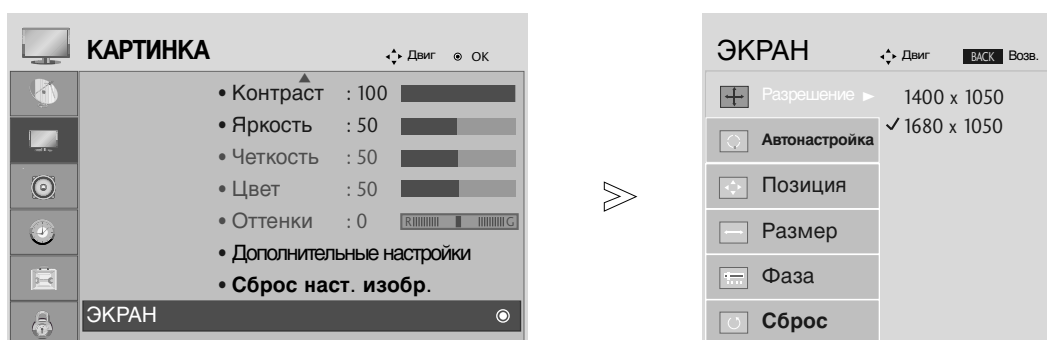 КАРТИНКА
Двиг OK
• Контраст : 100
• Яркость : 50
• Четкость : 50
• Цвет : 50
• Оттенки : 0 R G
• Дополнительные настройки
• Сброс наст. изобр.
ЭКРАН
ЭКРАН
Двиг BACK Возв.
Разрешение ► 1400 x 1050
✓ 1680 x 1050
Автонастройка
Позиция
Размер
Фаза
Сброс